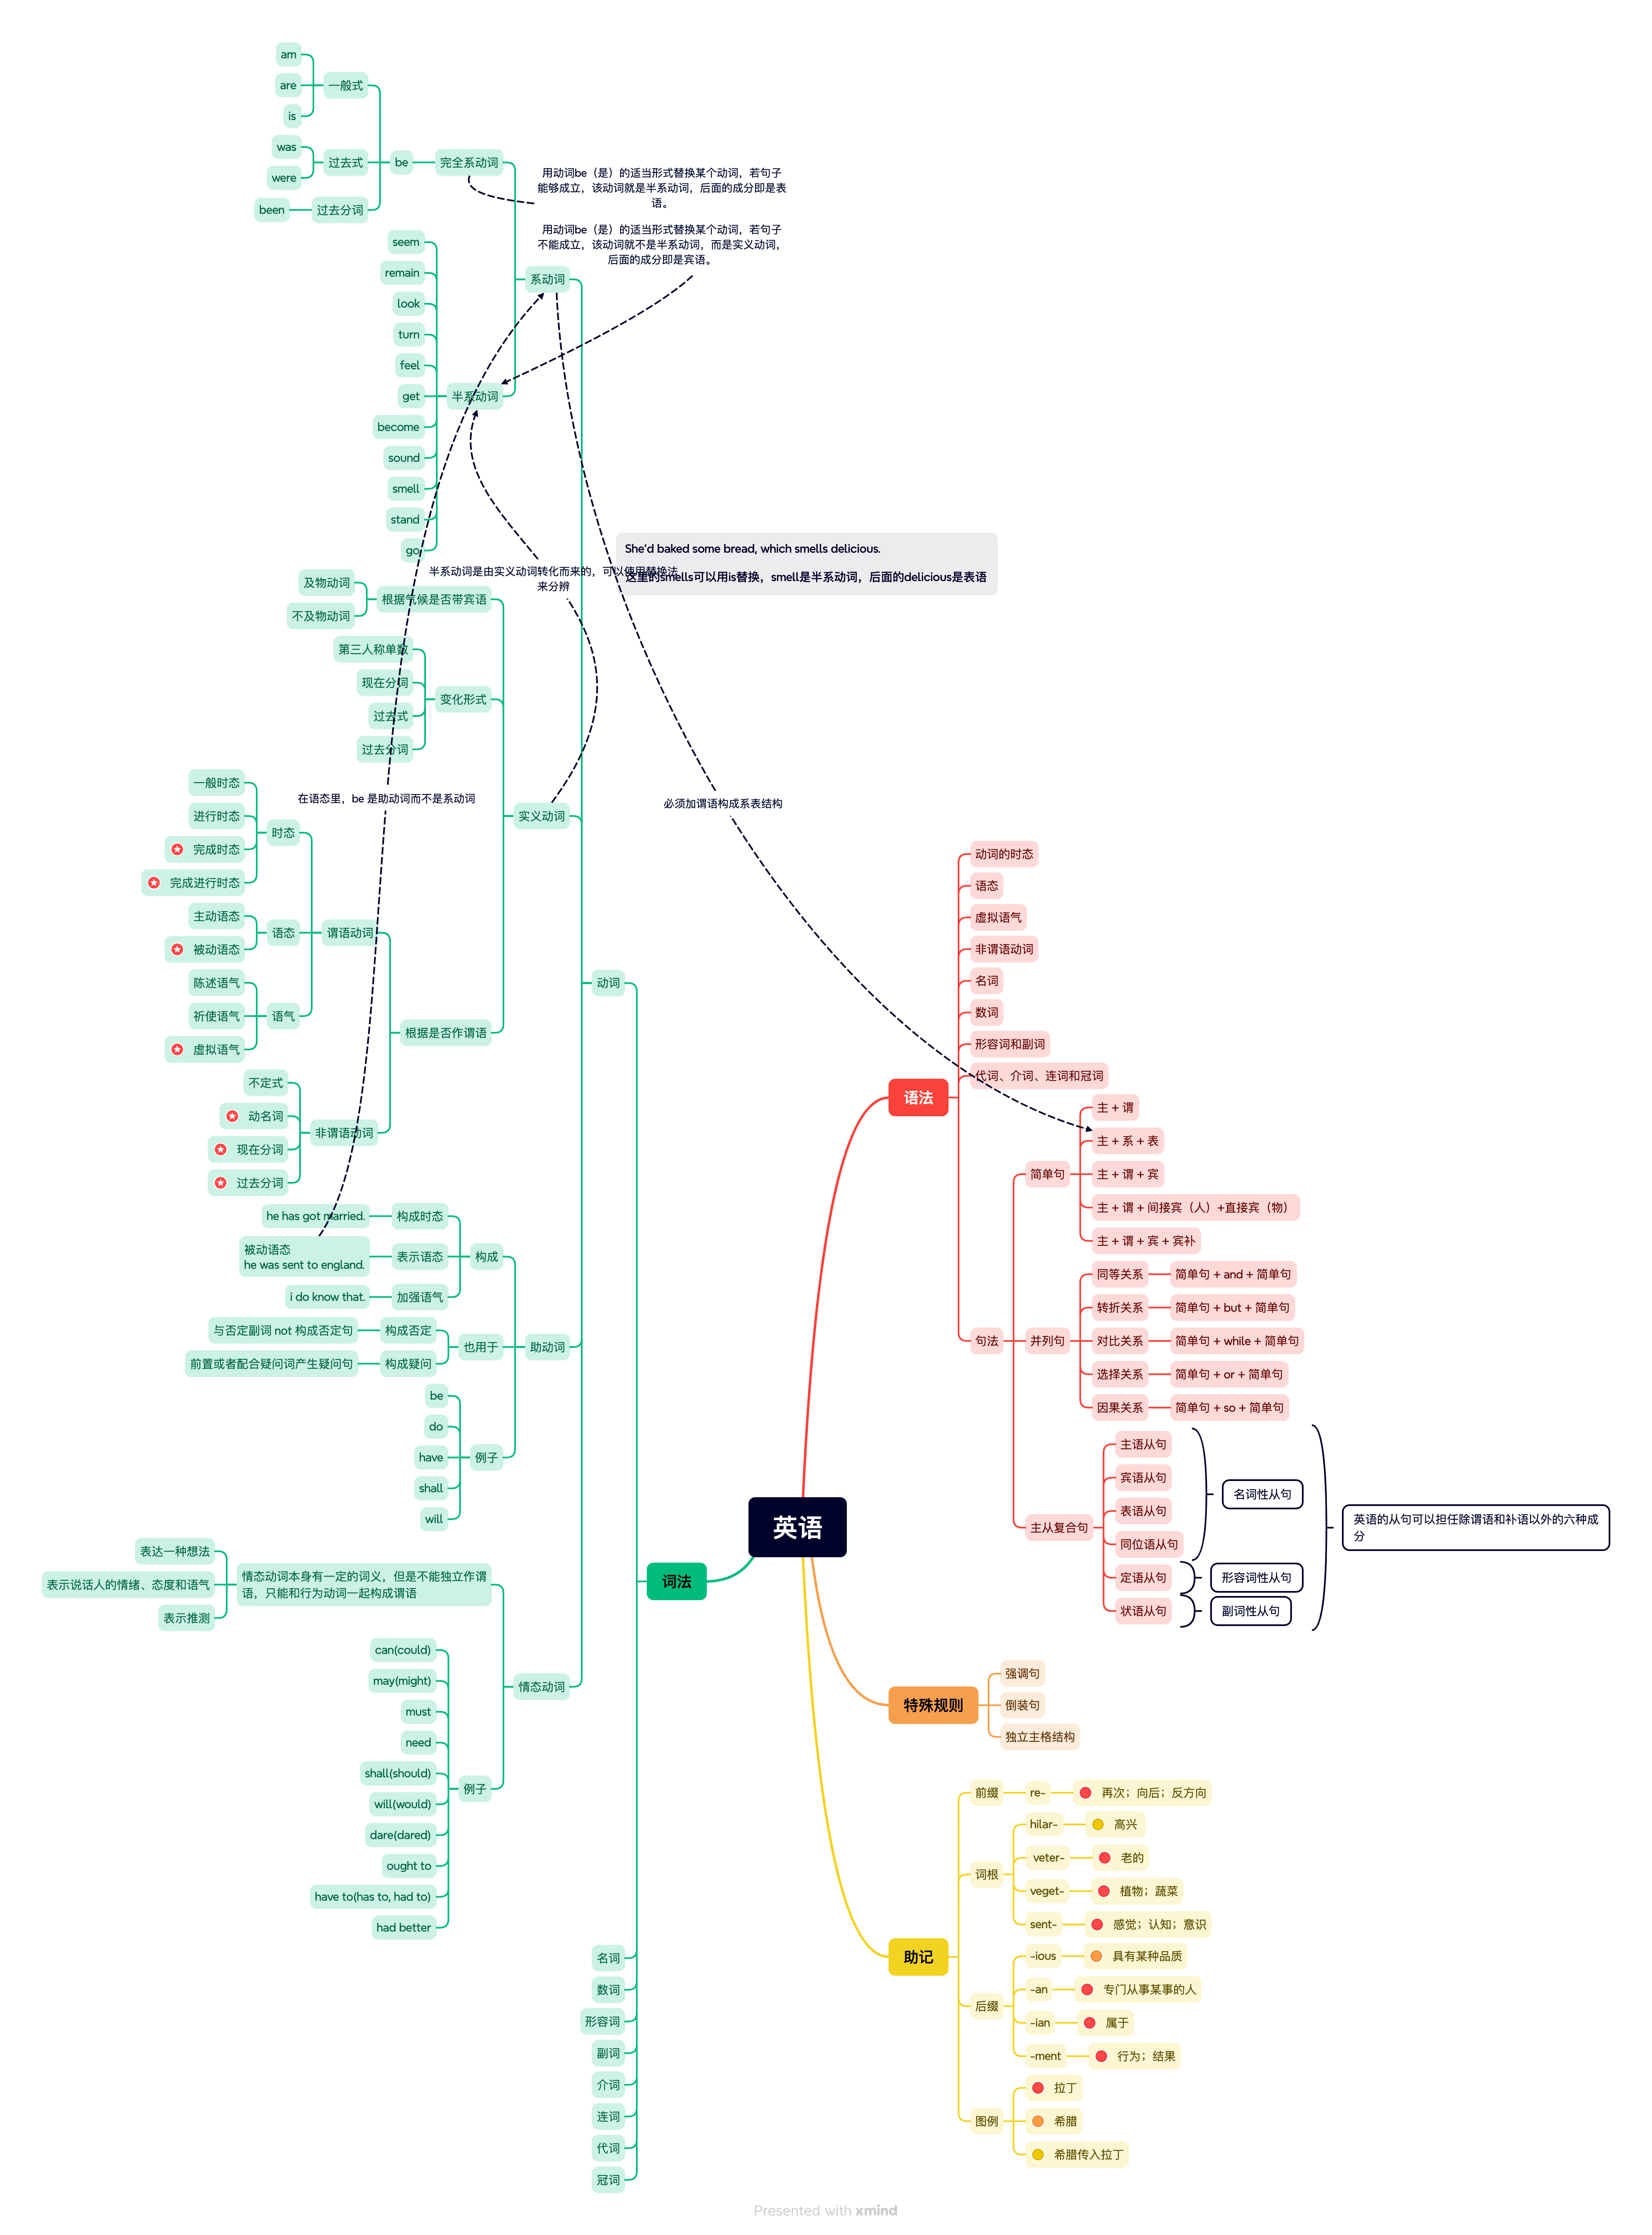 英语
语法
动词的时态
语态
虚拟语气
非谓语动词
名词
数词
形容词和副词
代词、介词、连词和冠词
句法
简单句
主 + 谓
主 + 系 + 表
主 + 谓 + 宾
主 + 谓 + 间接宾（人）+直接宾（物）
主 + 谓 + 宾 + 宾补
并列句
同等关系
简单句 + and + 简单句
转折关系
简单句 + but + 简单句
对比关系
简单句 + while + 简单句
选择关系
简单句 + or + 简单句
因果关系
简单句 + so + 简单句
主从复合句
主语从句
宾语从句
表语从句
同位语从句
定语从句
状语从句
名词性从句
形容词性从句
副词性从句
英语的从句可以担任除谓语和补语以外的六种成
分
特殊规则
强调句
倒装句
独立主格结构
助记
前缀
re-
再次；向后；反方向
词根
hilar-
高兴
veter-
老的
veget-
植物；蔬菜
sent-
感觉；认知；意识
后缀
-ious
具有某种品质
-an
专门从事某事的人
-ian
属于
-ment
行为；结果
图例
拉丁
希腊
希腊传入拉丁
词法
动词
系动词
完全系动词
be
一般式
am
are
is
过去式
was
were
过去分词
been
半系动词
seem
remain
look
turn
feel
get
become
sound
smell
stand
go
实义动词
根据气候是否带宾语
及物动词
不及物动词
变化形式
第三人称单数
现在分词
过去式
过去分词
根据是否作谓语
谓语动词
时态
一般时态
进行时态
完成时态
完成进行时态
语态
主动语态
被动语态
语气
陈述语气
祈使语气
虚拟语气
非谓语动词
不定式
动名词
现在分词
过去分词
助动词
构成
构成时态
he has got married.
表示语态
被动语态
he was sent to england.
加强语气
i do know that.
也用于
构成否定
与否定副词 not 构成否定句
构成疑问
前置或者配合疑问词产生疑问句
例子
be
do
have
shall
will
情态动词
情态动词本身有一定的词义，但是不能独立作谓
语，只能和行为动词一起构成谓语
表达一种想法
表示说话人的情绪、态度和语气
表示推测
例子
can(could)
may(might)
must
need
shall(should)
will(would)
dare(dared)
ought to
have to(has to, had to)
had better
名词
数词
形容词
副词
介词
连词
代词
冠词
用动词be（是）的适当形式替换某个动词，若句子
能够成立，该动词就是半系动词，后面的成分即是表
语。
用动词be（是）的适当形式替换某个动词，若句子
不能成立，该动词就不是半系动词，而是实义动词，
后面的成分即是宾语。
半系动词是由实义动词转化而来的，可以使用替换法
来分辨
She'd baked some bread, which smells delicious.
这里的smells可以用is替换，smell是半系动词，后面的delicious是表语
在语态里，be 是助动词而不是系动词
必须加谓语构成系表结构
Presented with xmind